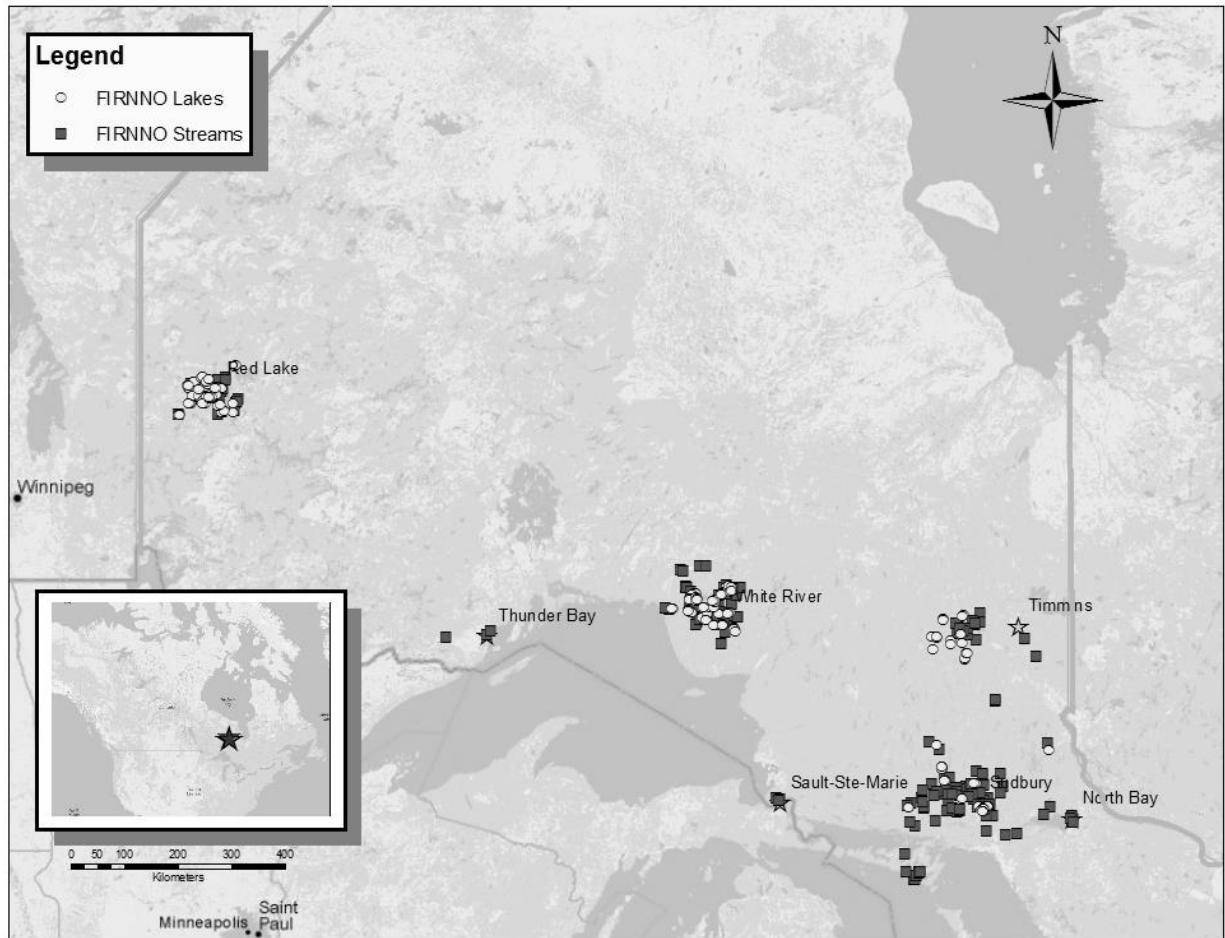 Legend
FIRNNO Lakes
FIRNNO Streams
N
Red Lake
Winnipeg
Thunder Bay
White River
Timmins
Sault-Ste-Marie
Sudbury
North Bay
0 50 100 200 300 400
Kilometers
Minneapolis
Saint
Paul